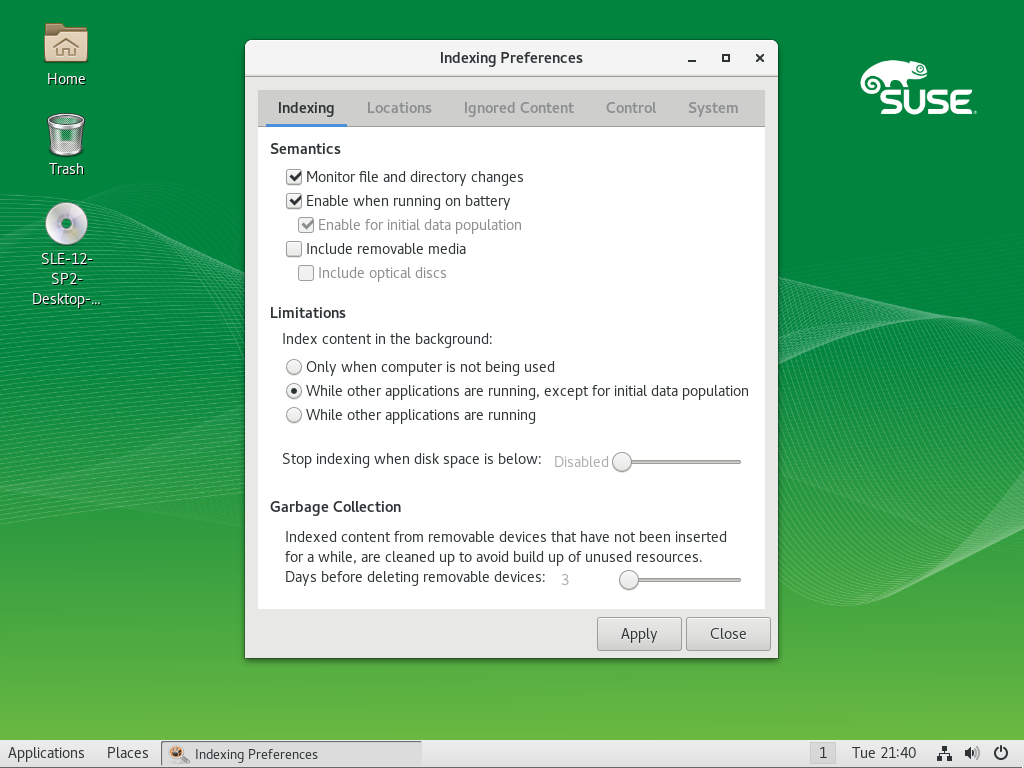 Home
Trash
SLE-12-
SP2-
Desktop-...
SUSE
Indexing Preferences
Indexing
Locations
Ignored Content
Control
System
Semantics
Monitor file and directory changes
Enable when running on battery
Enable for initial data population
Include removable media
Include optical discs
Limitations
Index content in the background:
Only when computer is not being used
While other applications are running, except for initial data population
While other applications are running
Stop indexing when disk space is below: Disabled
Garbage Collection
Indexed content from removable devices that have not been inserted
for a while, are cleaned up to avoid build up of unused resources.
Days before deleting removable devices: 3
Apply
Close
Applications
Places
Indexing Preferences
1
Tue 21:40